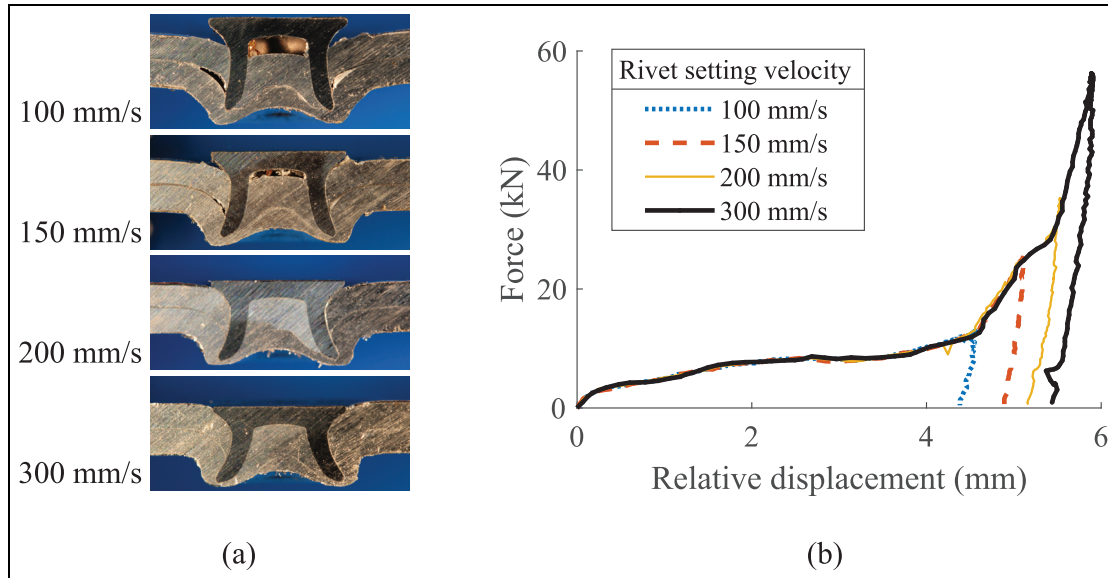 100 mm/s
150 mm/s
200 mm/s
300 mm/s
(a)
60
40
20
0
Force (kN)
Rivet setting velocity
100 mm/s
150 mm/s
200 mm/s
300 mm/s
0
2
4
6
Relative displacement (mm)
(b)